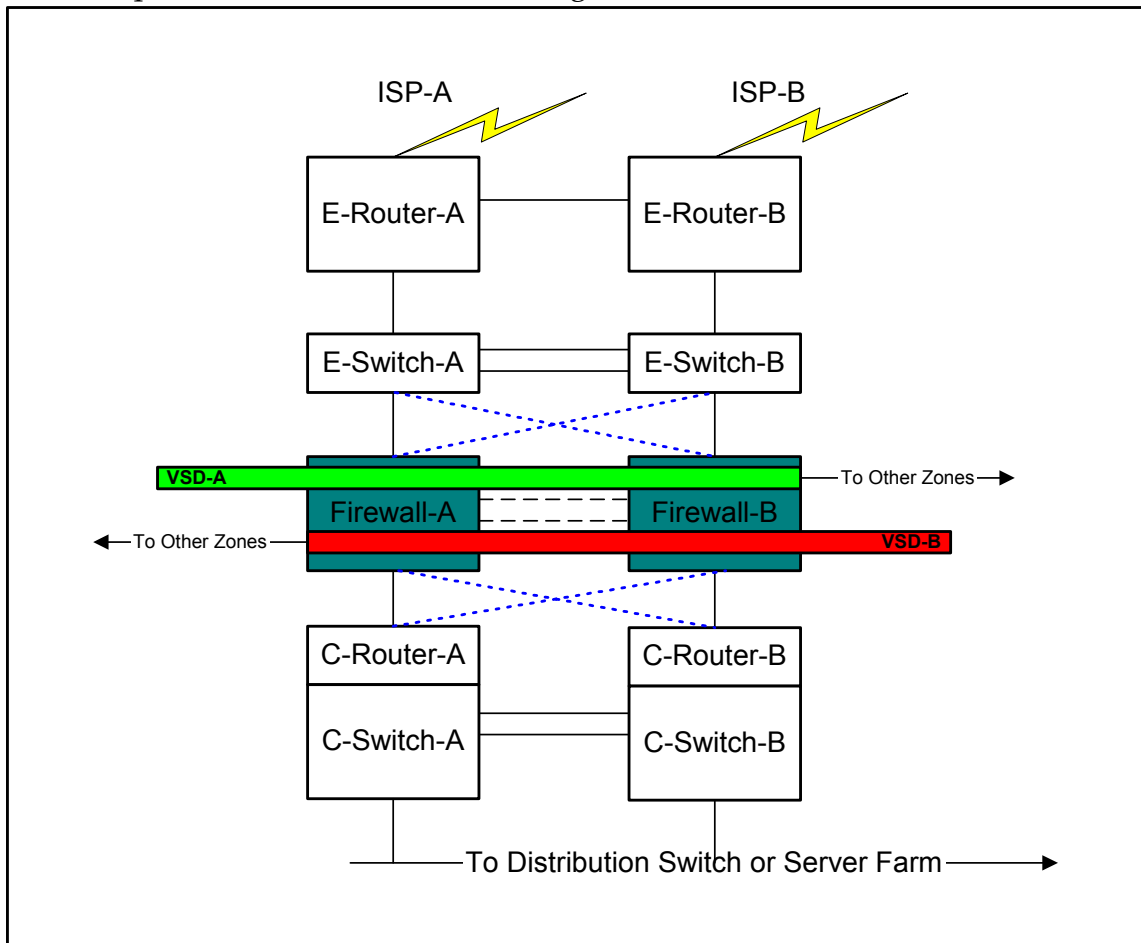 ISP-A
ISP-B
E-Router-A
E-Router-B
E-Switch-A
E-Switch-B
VSD-A
To Other Zones
Firewall-A
Firewall-B
To Other Zones
VSD-B
C-Router-A
C-Router-B
C-Switch-A
C-Switch-B
To Distribution Switch or Server Farm